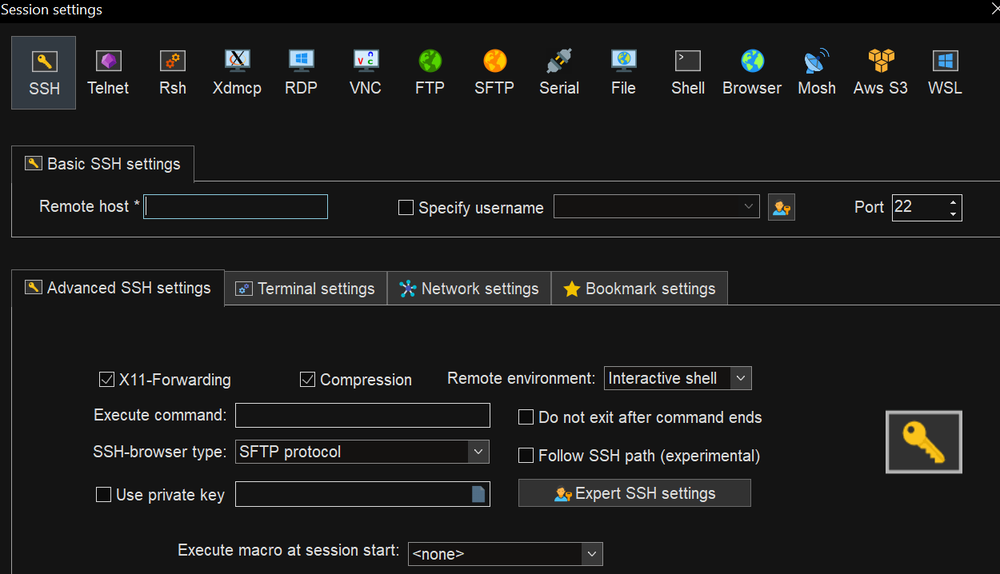 Session settings
SSH Telnet Rsh Xdmcp RDP VNC FTP SFTP Serial File Shell Browser Mosh Aws S3 WSL
Basic SSH settings
Remote host * Specify username Port 22
Advanced SSH settings Terminal settings Network settings Bookmark settings
X11-Forwarding Compression Remote environment: Interactive shell
Execute command: Do not exit after command ends
SSH-browser type: SFTP protocol Follow SSH path (experimental)
Use private key Expert SSH settings
Execute macro at session start: <none>